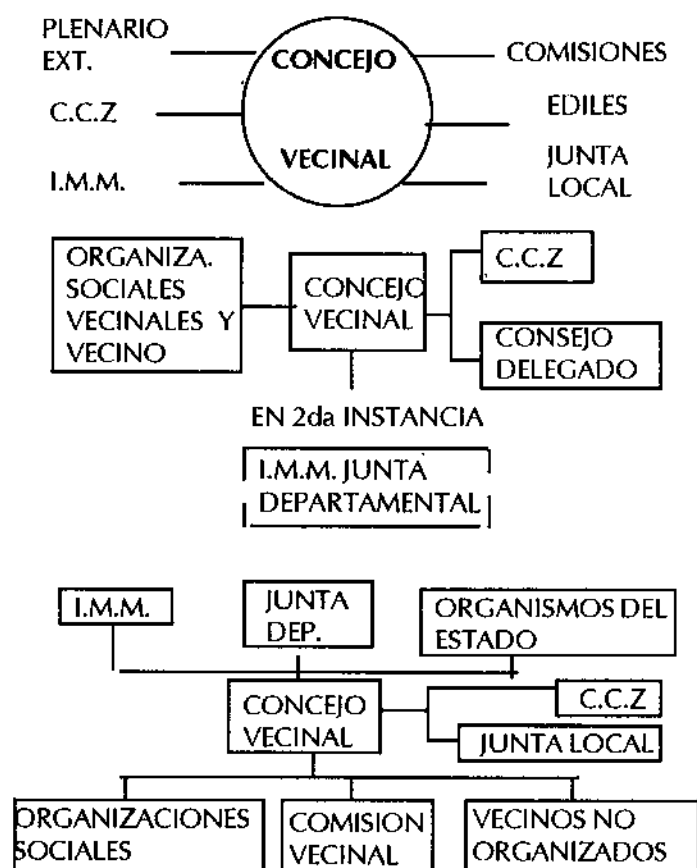 PLENARIO
EXT.
CONCEJO
COMISIONES
C.C.Z
EDILES
VECINAL
I.M.M.
JUNTA
LOCAL
ORGANIZA.
SOCIALES
VECINALES Y
VECINO
CONCEJO
VECINAL
C.C.Z
CONSEJO
DELEGADO
EN 2da INSTANCIA
I.M.M. JUNTA
DEPARTAMENTAL
I.M.M.
JUNTA
DEP.
ORGANISMOS DEL
ESTADO
CONCEJO
VECINAL
C.C.Z
JUNTA LOCAL
ORGANIZACIONES
SOCIALES
COMISION
VECINAL
VECINOS NO
ORGANIZADOS